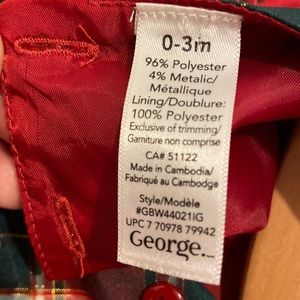 0-3m
96% Polyester
4% Metalic/
Métallique
Lining/Doublure:
100% Polyester
Exclusive of trimming/
Garniture non comprise
CA# 51122
Made in Cambodia/
Fabriqué au Cambodge
Style/Modèle
#GBW44021IG
UPC 7 70978 79942
George.